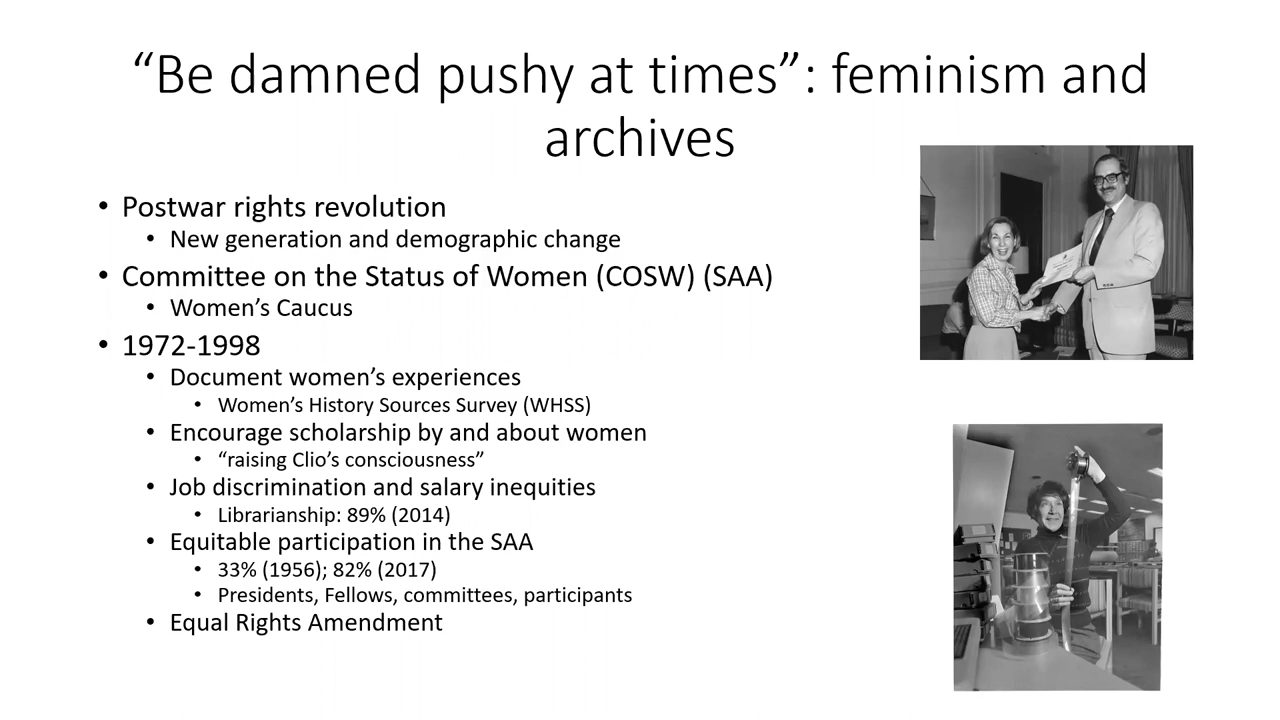 “Be damned pushy at times”: feminism and
archives
• Postwar rights revolution
• New generation and demographic change
• Committee on the Status of Women (COSW) (SAA)
• Women’s Caucus
• 1972-1998
• Document women’s experiences
• Women’s History Sources Survey (WHSS)
• Encourage scholarship by and about women
• “raising Clio’s consciousness”
• Job discrimination and salary inequities
• Librarianship: 89% (2014)
• Equitable participation in the SAA
• 33% (1956); 82% (2017)
• Presidents, Fellows, committees, participants
• Equal Rights Amendment